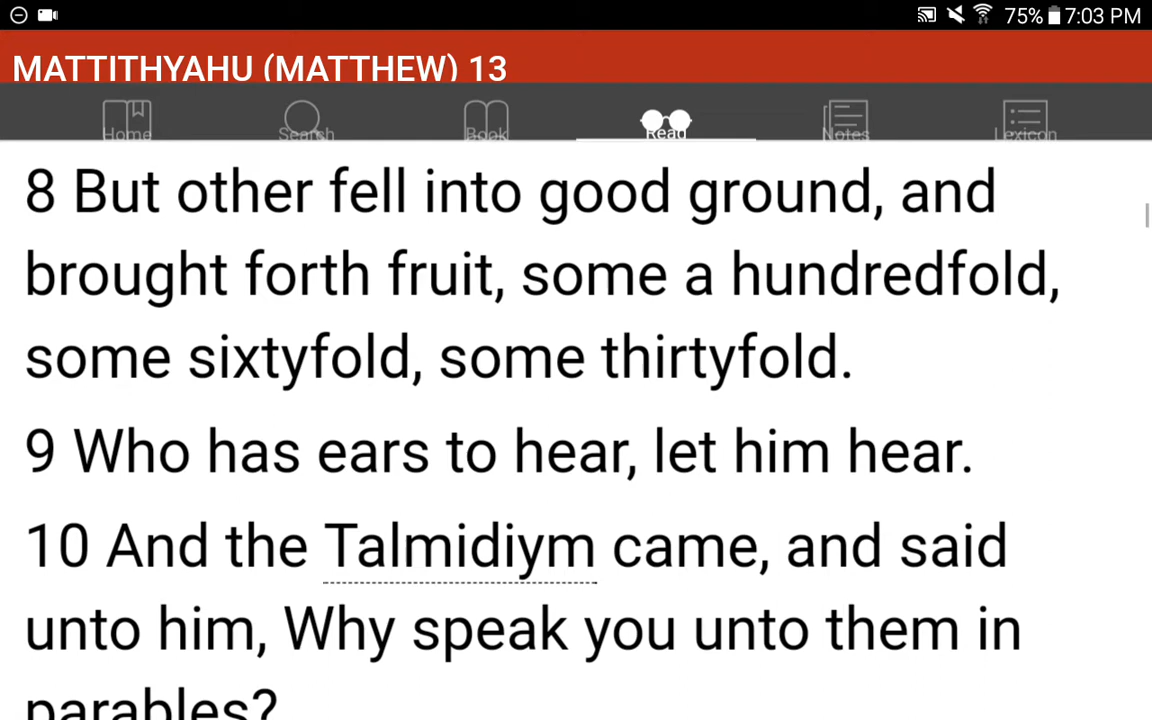 75% 7:03 PM
MATTITHYAHU (MATTHEW) 13
Home Search Book Read Notes Lexicon
8 But other fell into good ground, and
brought forth fruit, some a hundredfold,
some sixtyfold, some thirtyfold.
9 Who has ears to hear, let him hear.
10 And the Talmidiym came, and said
unto him, Why speak you unto them in
parables?